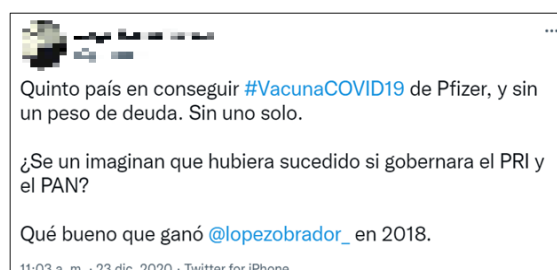 Quinto país en conseguir #VacunaCOVID19 de Pfizer, y sin
un peso de deuda. Sin uno solo.
¿Se un imaginan que hubiera sucedido si gobernara el PRI y
el PAN?
Qué bueno que ganó @lopezobrador_ en 2018.
11:03 a. m. · 23 dic. 2020 · Twitter for iPhone